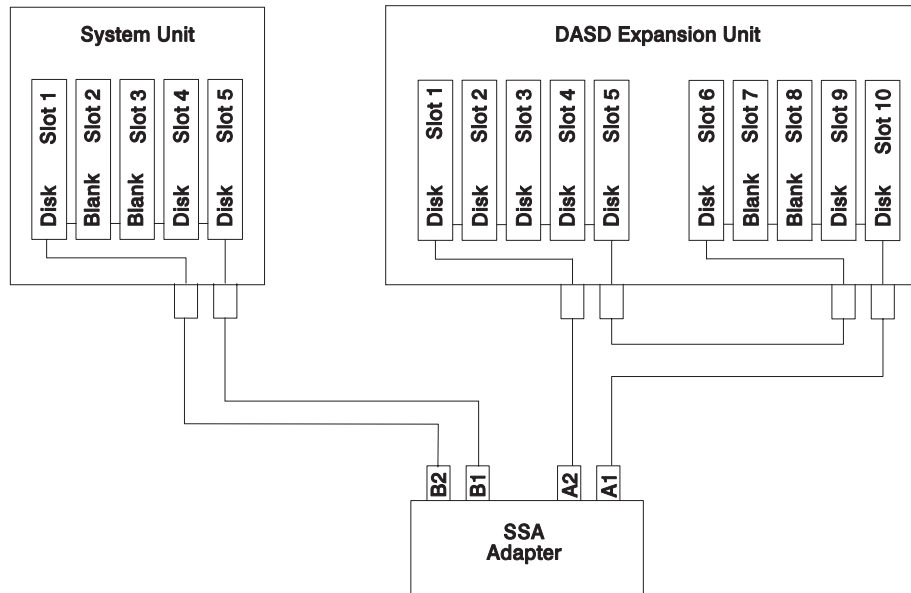 System Unit
DASD Expansion Unit
Disk Slot 1
Blank Slot 2
Blank Slot 3
Disk Slot 4
Disk Slot 5
Disk Slot 1
Disk Slot 2
Disk Slot 3
Disk Slot 4
Disk Slot 5
Disk Slot 6
Blank Slot 7
Blank Slot 8
Disk Slot 9
Disk Slot 10
B2
B1
A2
A1
SSA
Adapter